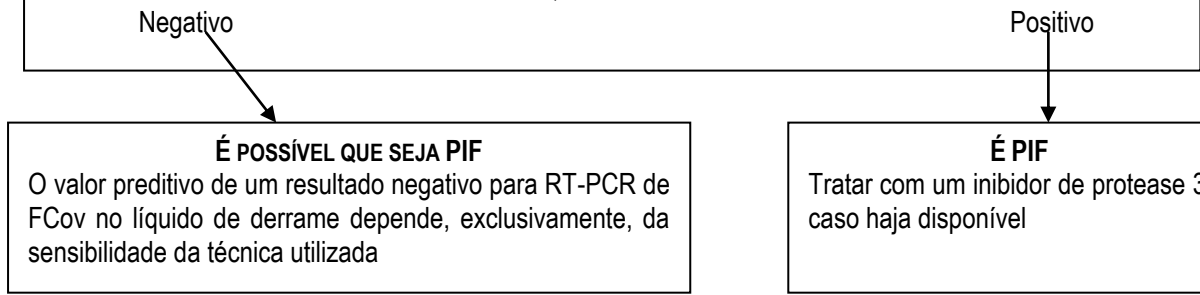 Negativo Positivo
É POSSÍVEL QUE SEJA PIF
O valor preditivo de um resultado negativo para RT-PCR de
FCov no líquido de derrame depende, exclusivamente, da
sensibilidade da técnica utilizada
É PIF
Tratar com um inibidor de protease
caso haja disponível